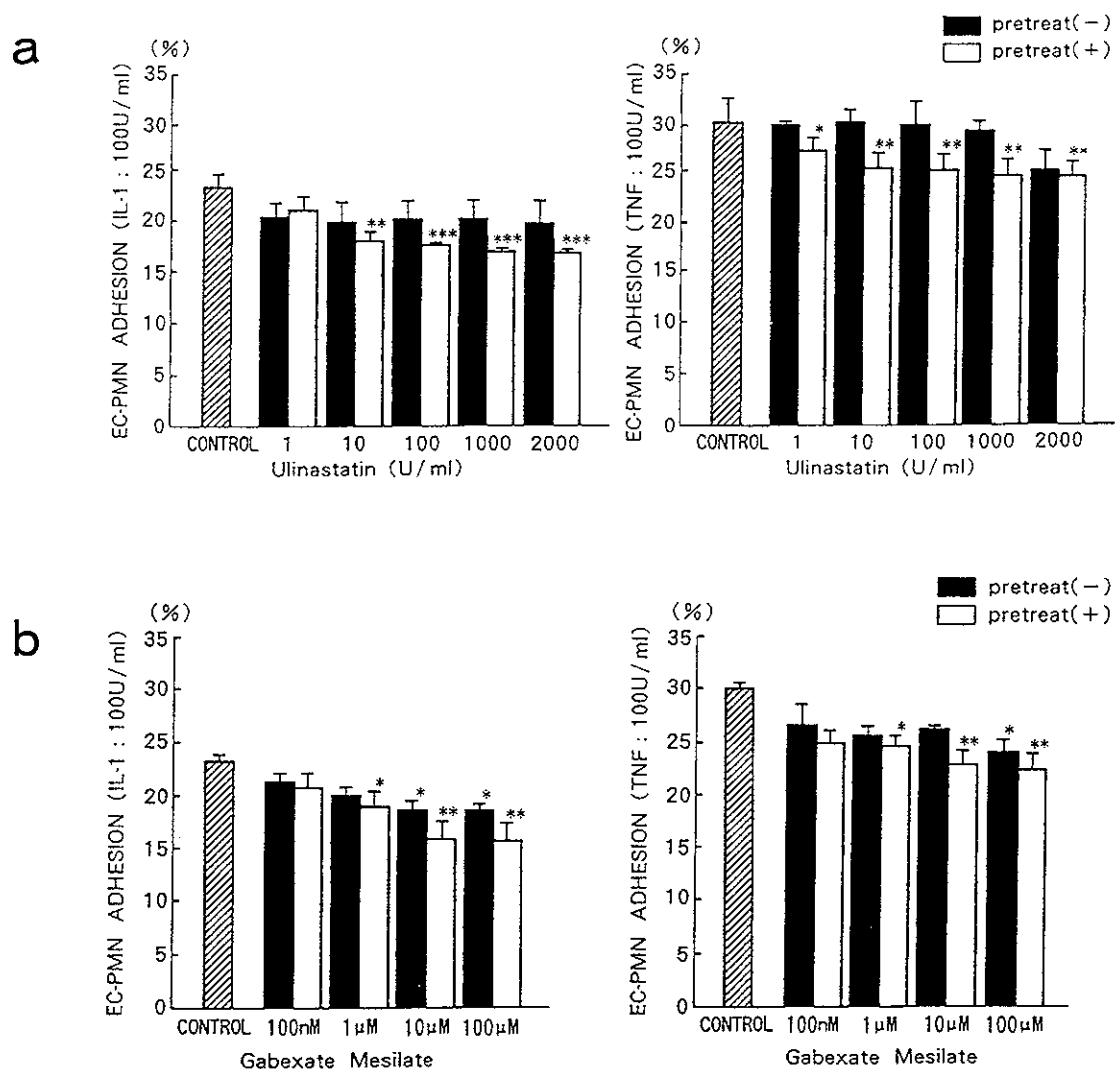 a
pretreat(−)
pretreat(+)
(%)
EC-PMN ADHESION (IL-1 : 100U/ml)
35
30
25
20
15
10
5
0
** *** *** ***
CONTROL 1 10 100 1000 2000
Ulinastatin (U/ml)
(%)
EC-PMN ADHESION (TNF : 100U/ml)
35
30
25
20
15
10
5
0
* ** ** ** **
CONTROL 1 10 100 1000 2000
Ulinastatin (U/ml)
b
pretreat(−)
pretreat(+)
(%)
EC-PMN ADHESION (IL-1 : 100U/ml)
35
30
25
20
15
10
5
0
* * ** * **
CONTROL 100nM 1μM 10μM 100μM
Gabexate Mesilate
(%)
EC-PMN ADHESION (TNF : 100U/ml)
35
30
25
20
15
10
5
0
* ** * **
CONTROL 100nM 1μM 10μM 100μM
Gabexate Mesilate